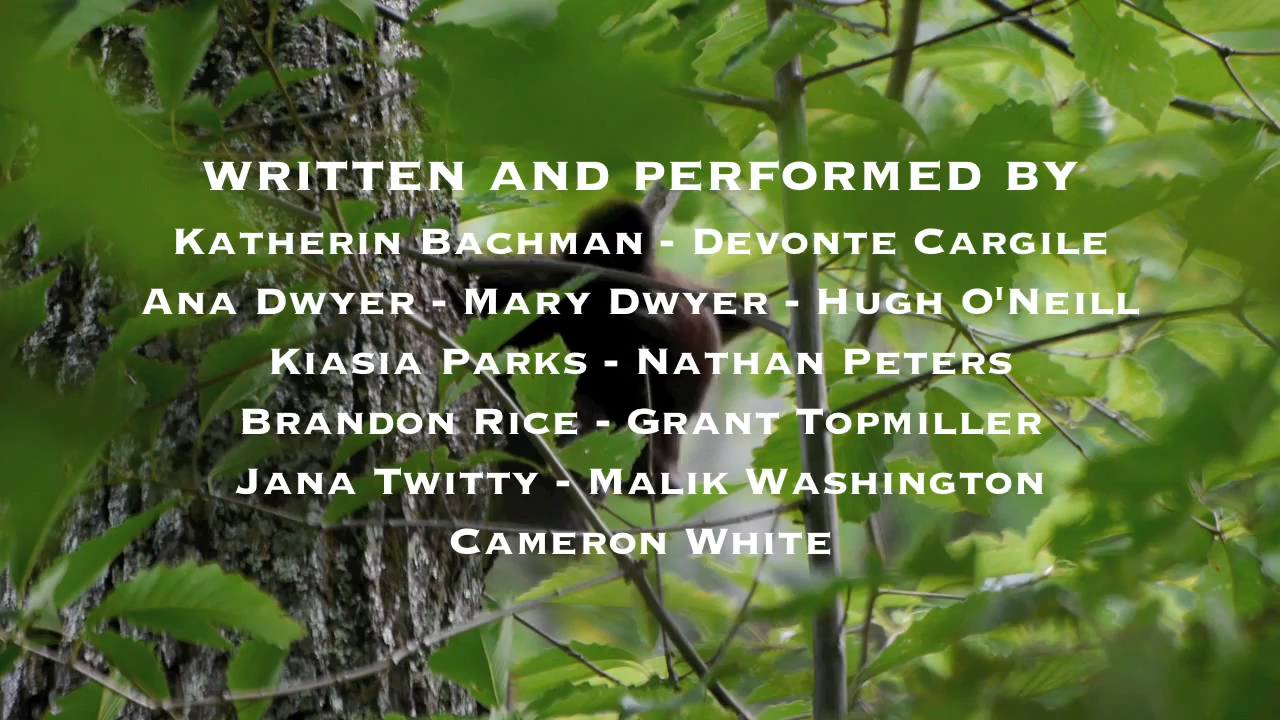 WRITTEN AND PERFORMED BY
KATHERIN BACHMAN - DEVONTE CARGILE
ANA DWYER - MARY DWYER - HUGH O'NEILL
KIASIA PARKS - NATHAN PETERS
BRANDON RICE - GRANT TOPMILLER
JANA TWITTY - MALIK WASHINGTON
CAMERON WHITE